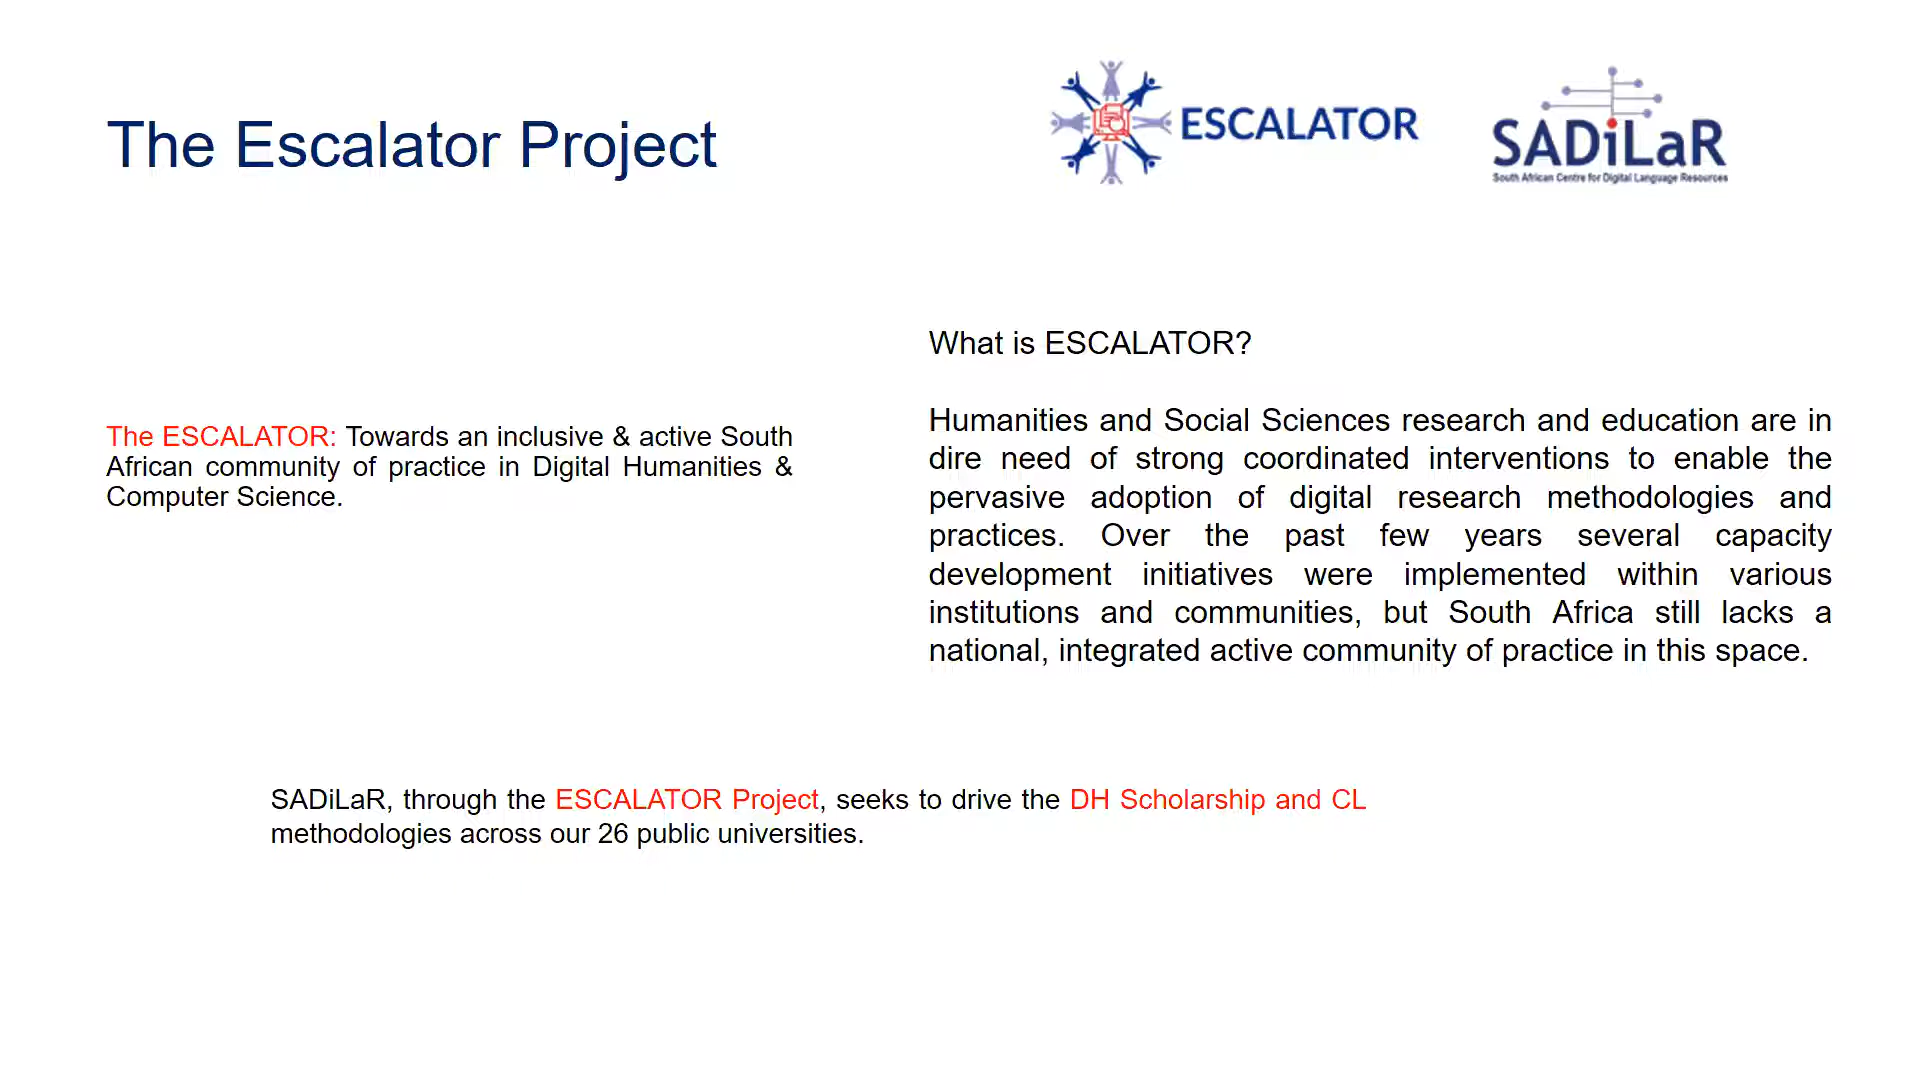 The Escalator Project
ESCALATOR
SADiLaR
South African Centre for Digital Language Resources
The ESCALATOR: Towards an inclusive & active South
African community of practice in Digital Humanities &
Computer Science.
What is ESCALATOR?
Humanities and Social Sciences research and education are in
dire need of strong coordinated interventions to enable the
pervasive adoption of digital research methodologies and
practices. Over the past few years several capacity
development initiatives were implemented within various
institutions and communities, but South Africa still lacks a
national, integrated active community of practice in this space.
SADiLaR, through the ESCALATOR Project, seeks to drive the DH Scholarship and CL
methodologies across our 26 public universities.